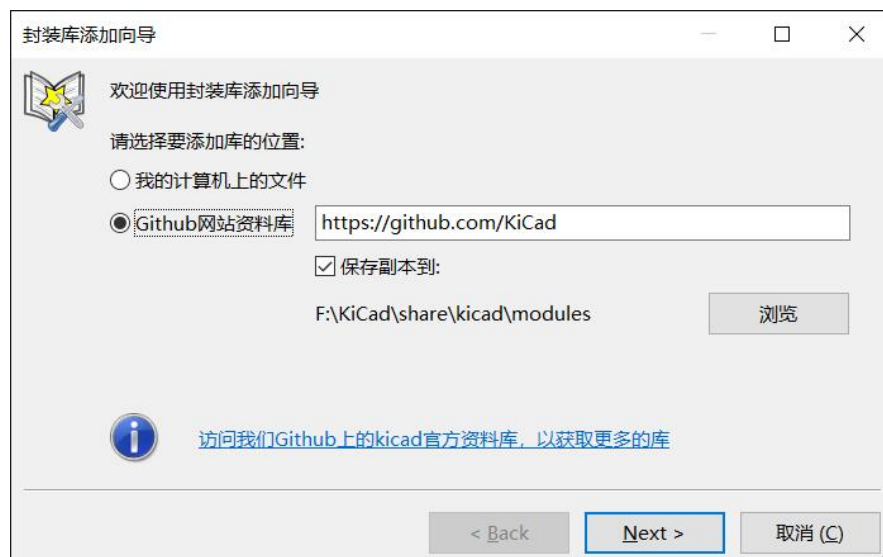 封装库添加向导
欢迎使用封装库添加向导
请选择要添加库的位置:
我的计算机上的文件
Github网站资料库 https://github.com/KiCad
保存副本到:
F:\KiCad\share\kicad\modules 浏览
访问我们Github上的kicad官方资料库，以获取更多的库
< Back Next > 取消 (C)